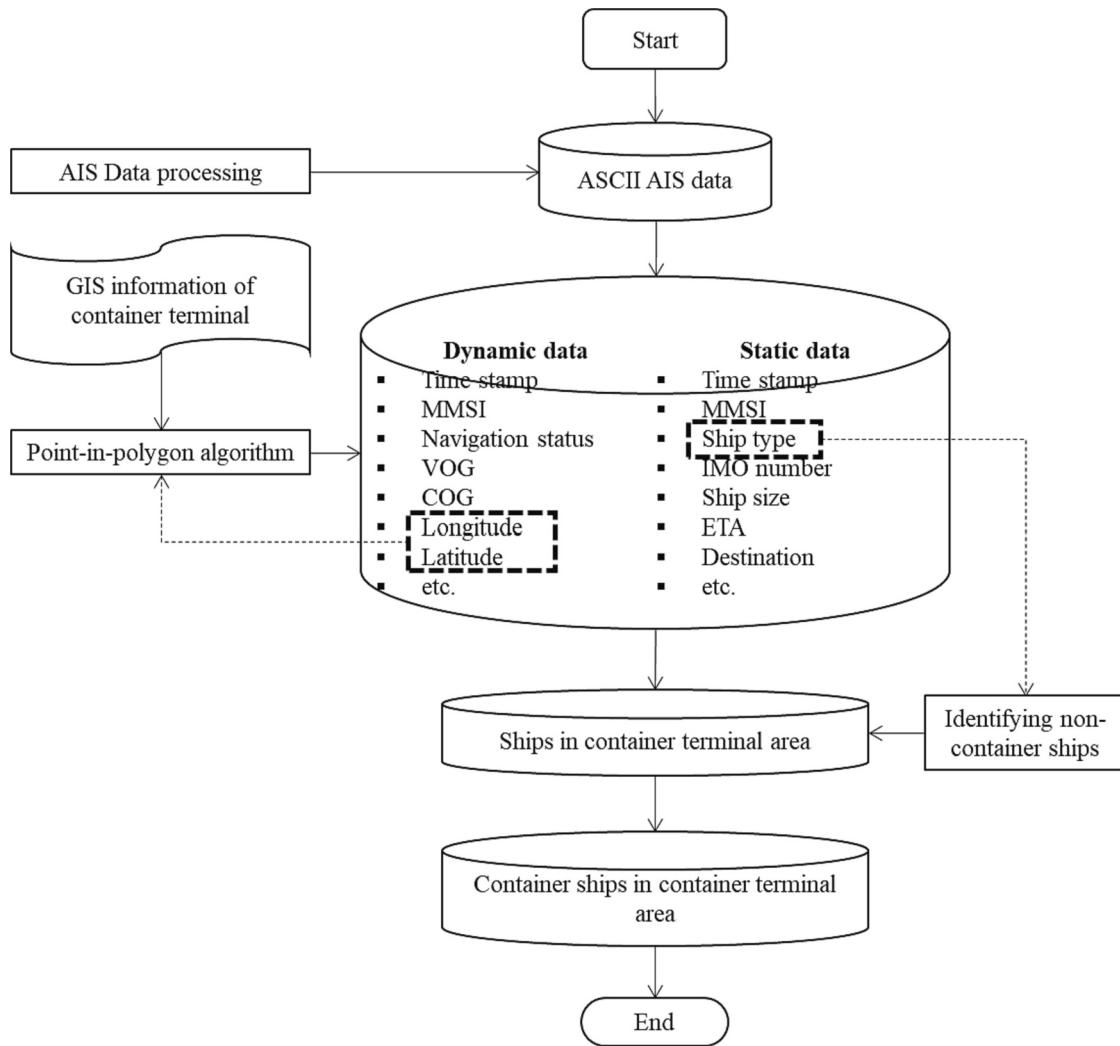 Start
AIS Data processing
ASCII AIS data
GIS information of
container terminal
Point-in-polygon algorithm
Dynamic data
▪ Time stamp
▪ MMSI
▪ Navigation status
▪ VOG
▪ COG
▪ Longitude
▪ Latitude
▪ etc.
Static data
▪ Time stamp
▪ MMSI
▪ Ship type
▪ IMO number
▪ Ship size
▪ ETA
▪ Destination
▪ etc.
Ships in container terminal area
Identifying non-
container ships
Container ships in container terminal
area
End